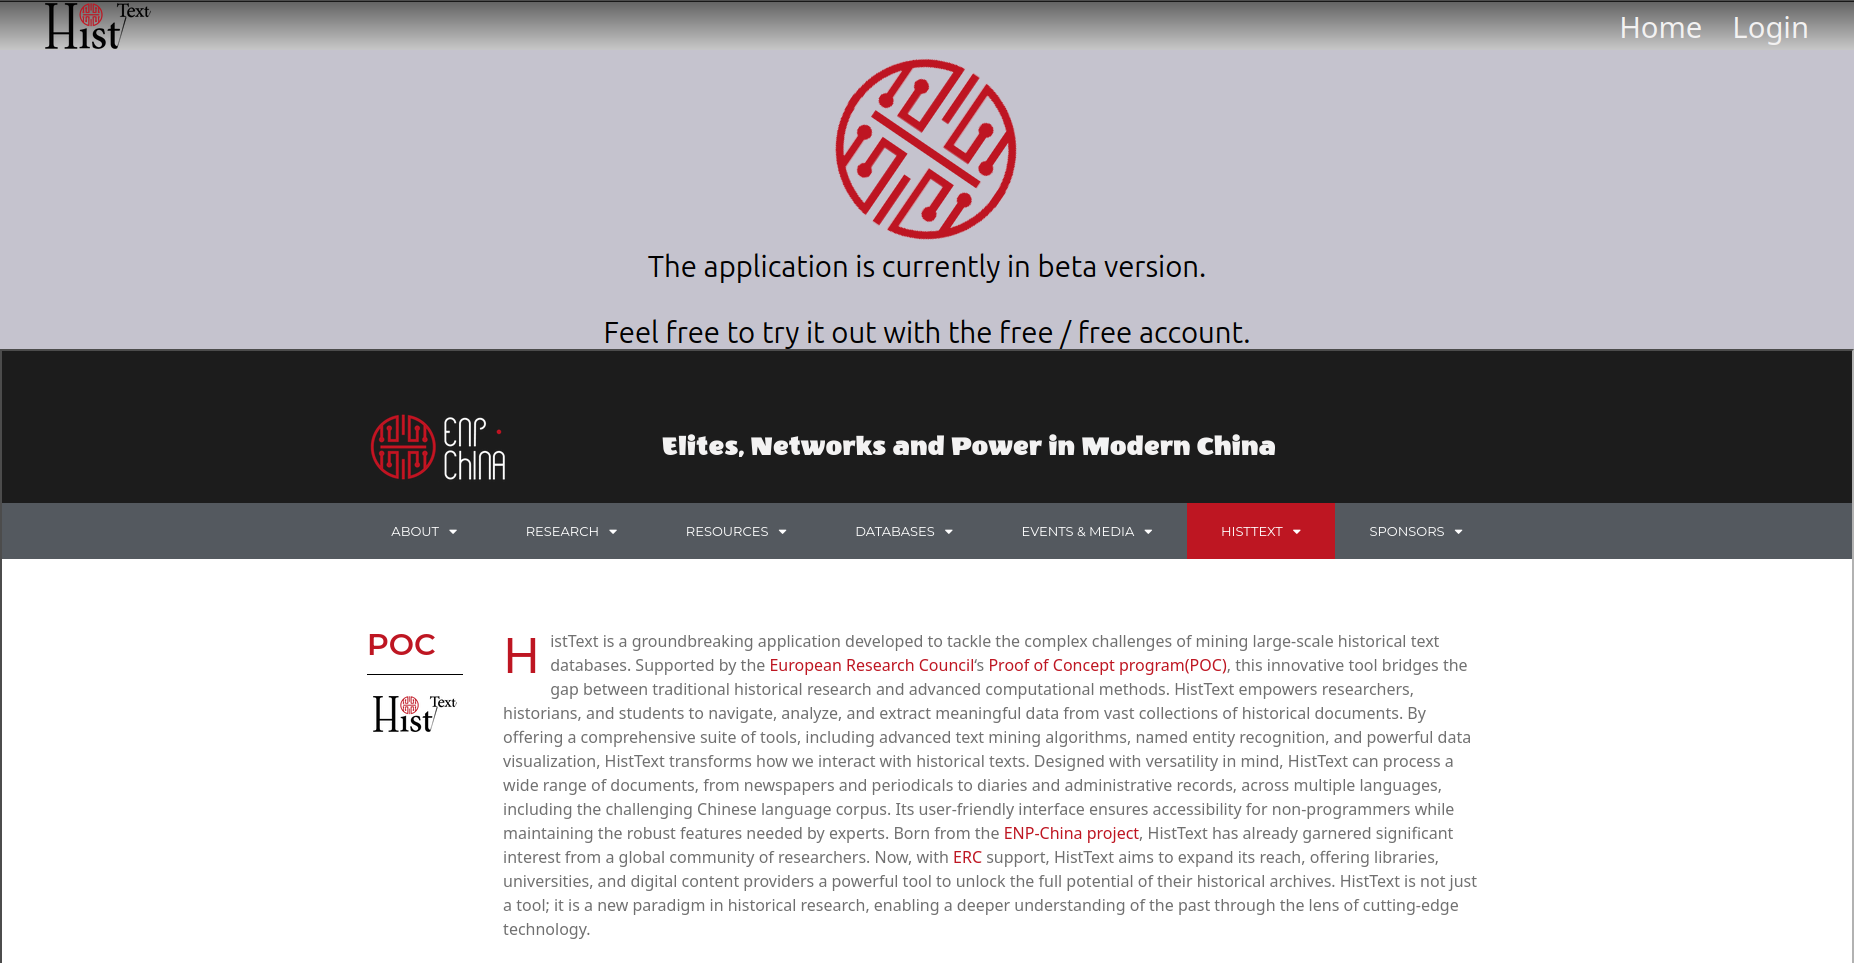 Hist Text
Home Login
The application is currently in beta version.
Feel free to try it out with the free / free account.
ENP CHINA
Elites, Networks and Power in Modern China
ABOUT RESEARCH RESOURCES DATABASES EVENTS & MEDIA HISTTEXT SPONSORS
POC
Hist Text
HistText is a groundbreaking application developed to tackle the complex challenges of mining large-scale historical text
databases. Supported by the European Research Council's Proof of Concept program(POC), this innovative tool bridges the
gap between traditional historical research and advanced computational methods. HistText empowers researchers,
historians, and students to navigate, analyze, and extract meaningful data from vast collections of historical documents. By
offering a comprehensive suite of tools, including advanced text mining algorithms, named entity recognition, and powerful data
visualization, HistText transforms how we interact with historical texts. Designed with versatility in mind, HistText can process a
wide range of documents, from newspapers and periodicals to diaries and administrative records, across multiple languages,
including the challenging Chinese language corpus. Its user-friendly interface ensures accessibility for non-programmers while
maintaining the robust features needed by experts. Born from the ENP-China project, HistText has already garnered significant
interest from a global community of researchers. Now, with ERC support, HistText aims to expand its reach, offering libraries,
universities, and digital content providers a powerful tool to unlock the full potential of their historical archives. HistText is not just
a tool; it is a new paradigm in historical research, enabling a deeper understanding of the past through the lens of cutting-edge
technology.